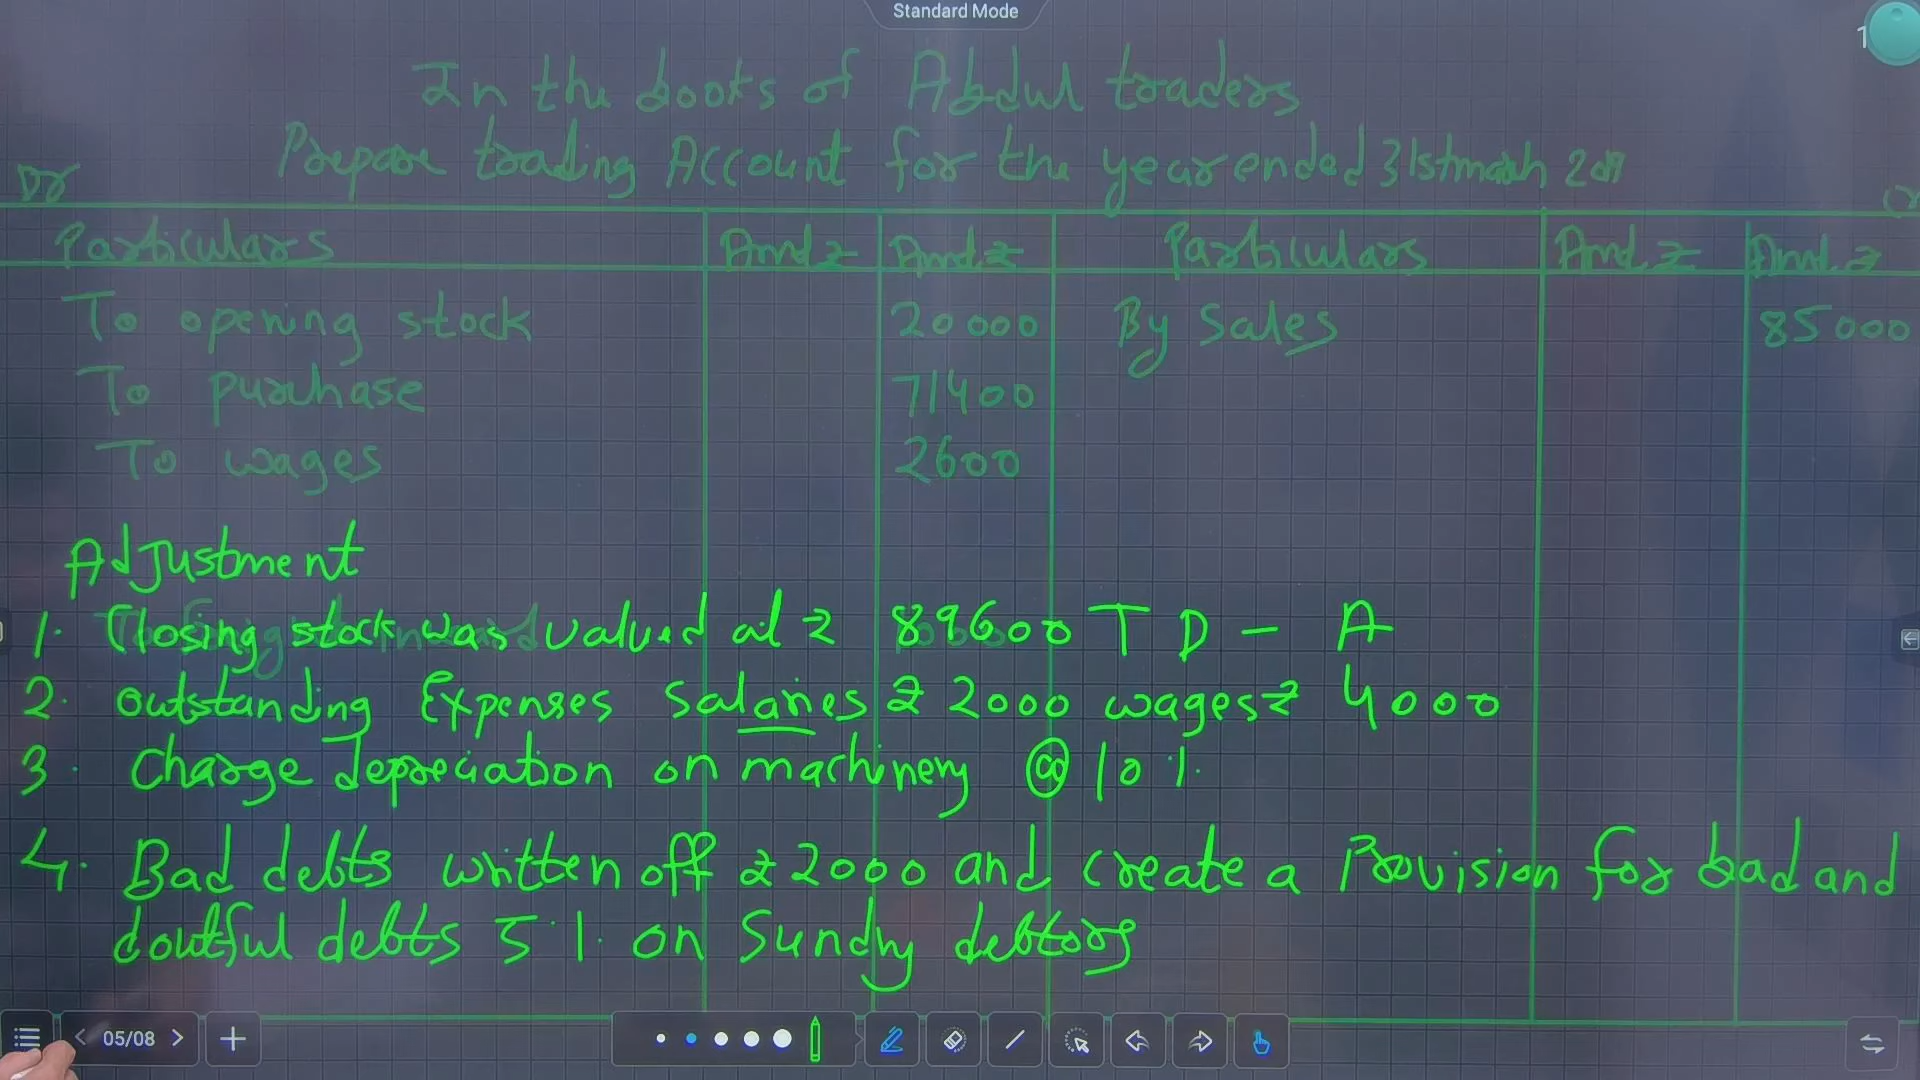 Standard Mode
1
In the books of Abdul traders
Prepare trading Account for the year ended 31st march 2019
Dr Cr
Particulars Amt ₹ Amt. ₹ Particulars Amt. ₹ Amt. ₹
To opening stock 20000 By Sales 85000
To purchase 71400
To wages 2600
Adjustment
1. Closing stock was valued at ₹ 89600 T D - A
2. outstanding Expenses Salaries ₹ 2000 wages ₹ 4000
3. Charge depreciation on machinery @ 10%
4. Bad debts written off ₹ 2000 and create a Provision for bad and
doutful debts 5% on Sundry debtors
05/08